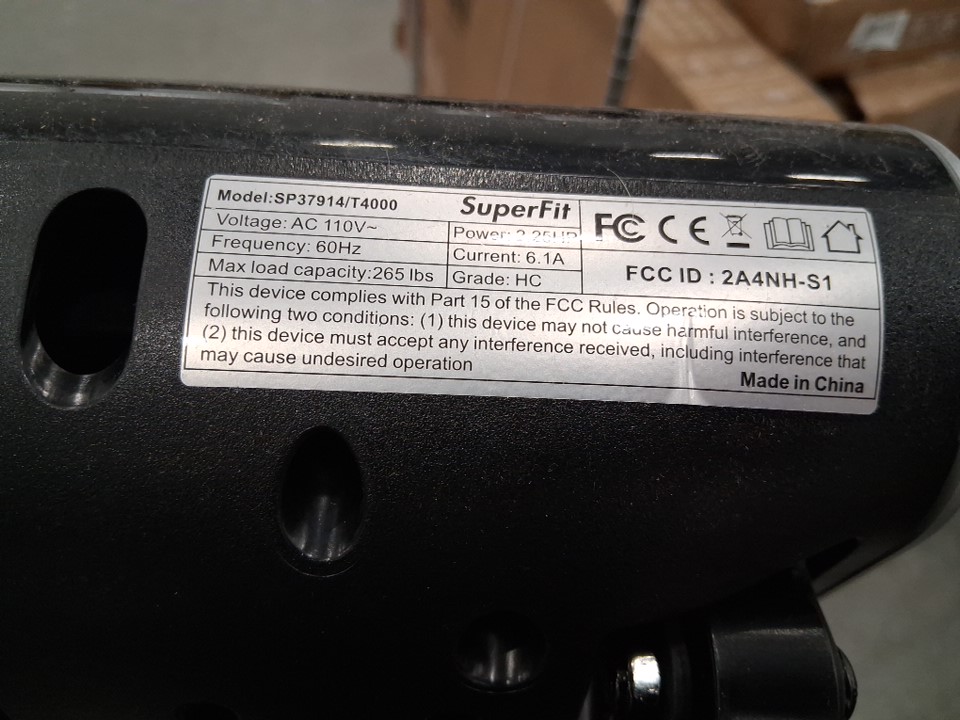 Model:SP37914/T4000
SuperFit
FC CE
Voltage: AC 110V~
Power: 2.25HP
Frequency: 60Hz
Current: 6.1A
Max load capacity:265 lbs
Grade: HC
FCC ID : 2A4NH-S1
This device complies with Part 15 of the FCC Rules. Operation is subject to the
following two conditions: (1) this device may not cause harmful interference, and
(2) this device must accept any interference received, including interference that
may cause undesired operation
Made in China